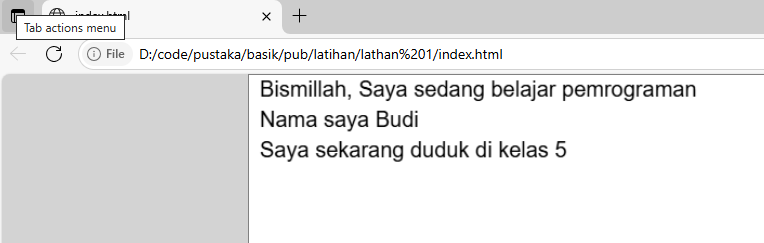 index.html
Tab actions menu
File
D:/code/pustaka/basik/pub/latihan/lathan%201/index.html
Bismillah, Saya sedang belajar pemrograman
Nama saya Budi
Saya sekarang duduk di kelas 5